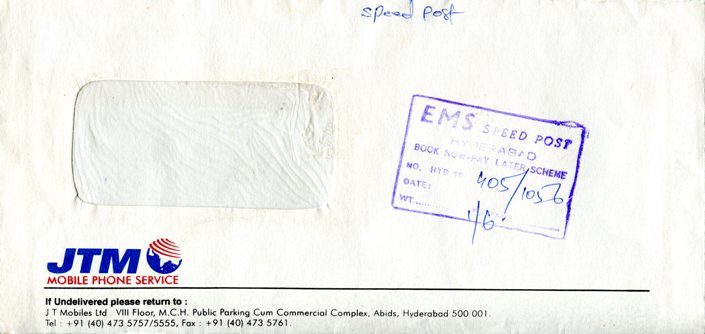 Speed Post
EMS SPEED POST
HYDERABAD
BOOK NOW-PAY LATER SCHEME
NO. HYD 405/1056
DATE:
WT
1/6
JTM
MOBILE PHONE SERVICE
If Undelivered please return to :
J T Mobiles Ltd VIII Floor, M.C.H. Public Parking Cum Commercial Complex, Abids, Hyderabad 500 001.
Tel : +91 (40) 473 5757/5555, Fax : +91 (40) 473 5761.